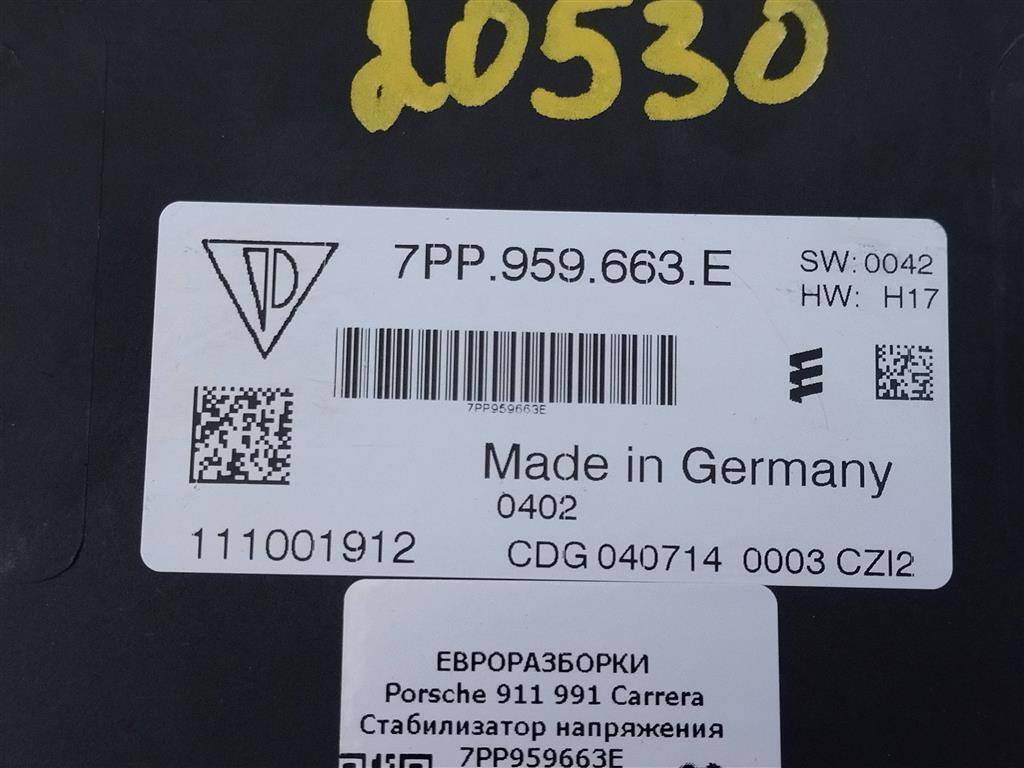 20530
7PP.959.663.E
SW: 0042
HW: H17
7PP959663E
Made in Germany
0402
111001912
CDG 040714 0003 CZI2
ЕВРОРАЗБОРКИ
Porsche 911 991 Carrera
Стабилизатор напряжения
7PP959663E